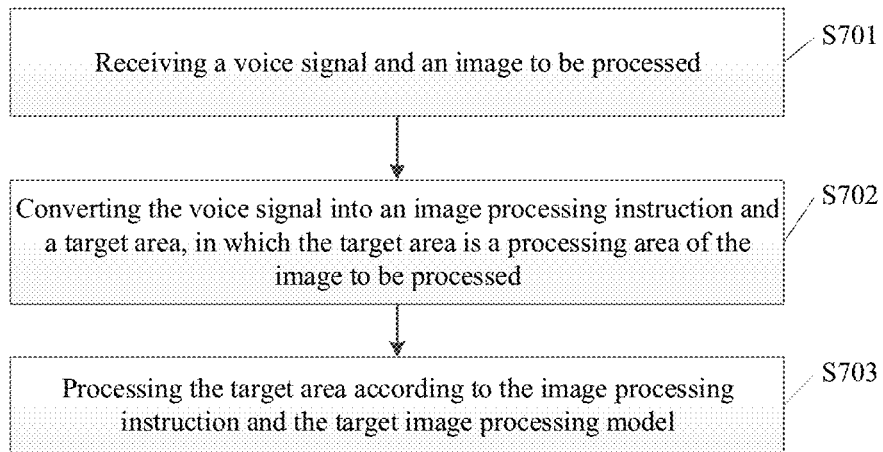 S701
Receiving a voice signal and an image to be processed
S702
Converting the voice signal into an image processing instruction and
a target area, in which the target area is a processing area of the
image to be processed
S703
Processing the target area according to the image processing
instruction and the target image processing model